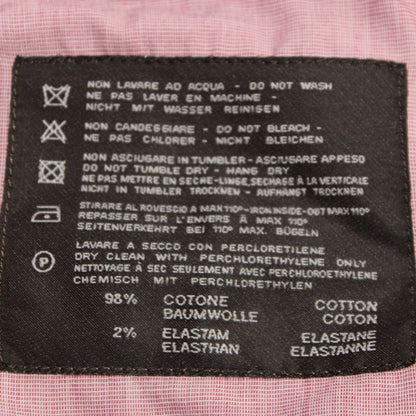 NON LAVARE AD ACQUA - DO NOT WASH
NE PAS LAVER EN MACHINE -
NICHT MIT WASSER REINIGEN
NON CANDEGGIARE - DO NOT BLEACH -
NE PAS CHLORER - NICHT BLEICHEN
NON ASCIUGARE IN TUMBLER - ASCIUGARE APPESO
DO NOT TUMBLE DRY - HANG DRY
NE PAS METTRE EN SÈCHE-LINGE, SÈCHAGE À LA VERTICALE
NICHT IN TUMBLER TROCKNEN - AUFHÄNGT TROCKNEN
STIRARE AL ROVESCIO A MAX 110° - IRON INSIDE-OUT MAX 110°
REPASSER SUR L'ENVERS À MAX 110°
SEITENVERKEHRT BEI 110° MAX. BÜGELN
P
LAVARE A SECCO CON PERCLORETILENE
DRY CLEAN WITH PERCHLORETHYLENE ONLY
NETTOYAGE À SEC SEULEMENT AVEC PERCHLOROETHYLENE
CHEMISCH MIT PERCHLORETHYLEN
98% COTONE COTTON
BAUMWOLLE COTON
2% ELASTAM ELASTANE
ELASTHAN ELASTANNE